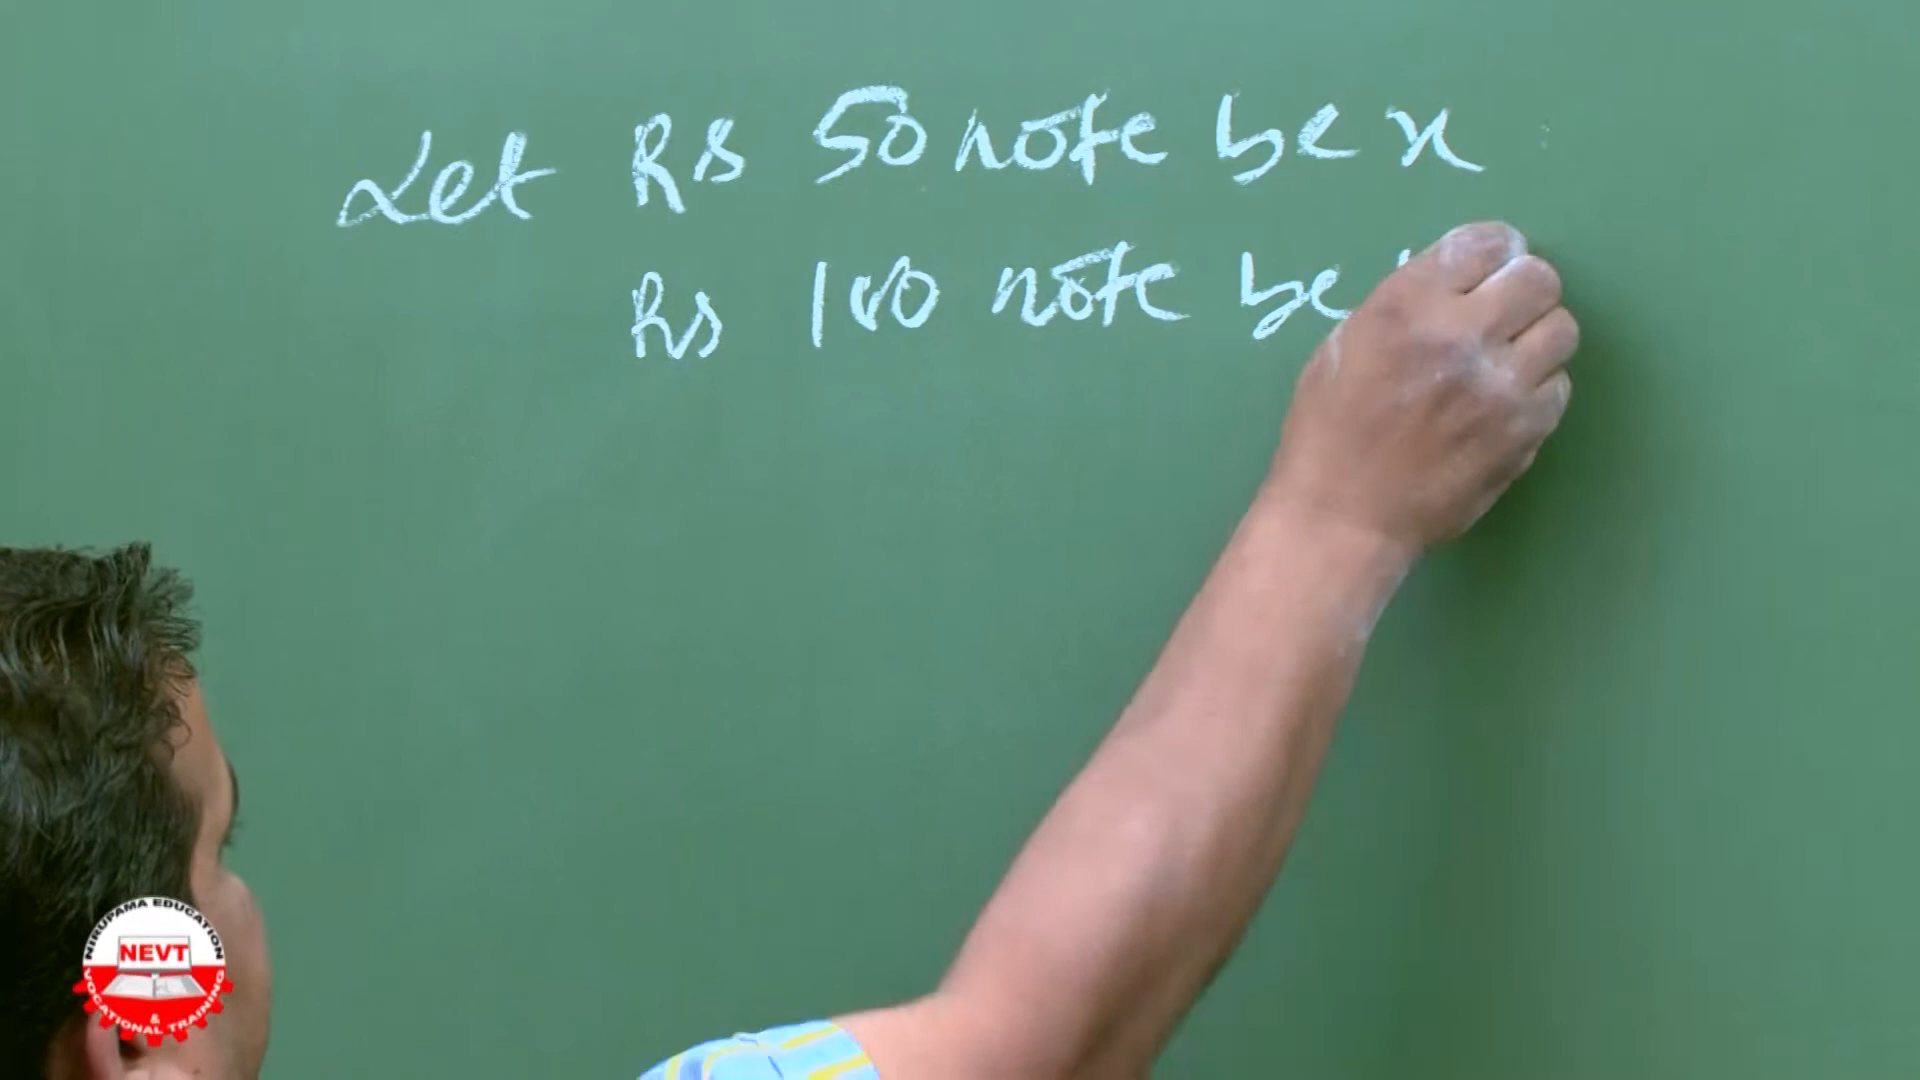 Let Rs 50 note be x
Rs 100 note be
NIRUPAMA EDUCATION
NEVT
&
VOCATIONAL TRAINING